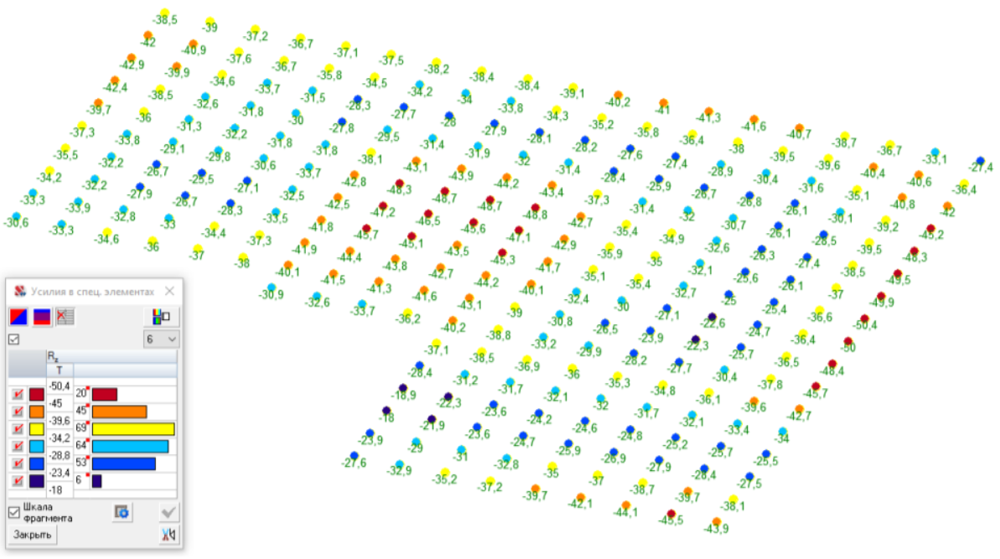 -38,5 -39 -37,2 -36,7 -37,1 -37,5 -38,2 -38,4 -38,4 -39,1 -40,2 -41 -41,3 -41,6 -40,7 -38,7 -36,7 -33,1 -27,4
-42 -40,9 -37,6 -36,7 -35,8 -34,5 -34,2 -34 -33,8 -34,3 -35,2 -35,8 -36,4 -38 -39,5 -39,6 -40,4 -40,6 -36,4
-42,9 -39,9 -34,6 -33,7 -31,5 -28,3 -27,7 -28 -27,9 -28,1 -28,2 -27,6 -27,4 -28,9 -30,4 -31,6 -35,1 -40,8 -42
-42,4 -38,5 -32,6 -31,8 -30 -27,8 -29,5 -31,4 -31,9 -32 -31,4 -28,4 -25,9 -26,7 -26,8 -26,1 -30,1 -39,2 -45,2
-39,7 -36 -31,3 -32,2 -31,8 -31,8 -38,1 -43,1 -43,9 -44,2 -43,4 -37,3 -31,4 -32 -30,7 -26,1 -28,5 -39,5 -48,3
-37,3 -33,8 -29,1 -29,8 -30,6 -33,7 -42,8 -48,3 -48,7 -48,7 -48,8 -42,7 -35,4 -34,9 -32,6 -26,3 -27,4 -38,5 -49,5
-35,5 -32,2 -26,7 -25,5 -27,1 -32,5 -42,5 -47,2 -46,5 -46,6 -47,1 -42,9 -35,9 -35 -32,1 -25,6 -26,1 -37 -49,9
-34,2 -32,2 -27,9 -26,7 -28,3 -33,5 -41,8 -45,7 -45,1 -43,5 -45,3 -41,7 -35,1 -35,4 -32,7 -25 -25,4 -36,6 -50,4
-33,3 -33,9 -32,8 -33 -34,4 -37,3 -41,9 -44,4 -43,8 -42,7 -44,2 -40,1 -32,4 -30 -27,1 -22,6 -24,7 -36,4 -50
-30,6 -33,3 -34,6 -36 -37 -38 -40,1 -41,5 -41,3 -41,6 -43,1 -39 -30,8 -26,5 -23,9 -22,3 -25,7 -36,5 -48,4
-30,9 -32,6 -33,7 -36,2 -40,2 -38,8 -33,2 -29,9 -28,2 -27,7 -30,4 -45,7
-37,1 -38,5 -36,9 -36 -35,3 -34,8 -36,1 -39,6 -42,7
-28,4 -31,2 -31,7 -32,1 -32 -31,7 -32,1 -33,4 -34
-18,9 -22,3 -23,6 -24,2 -24,6 -24,8 -25,2 -25,7 -25,5
-18 -21,9 -23,6 -24,7 -25,9 -26,9 -27,9 -28,4 -27,5
-23,9 -29 -31 -32,8 -35 -37 -38,7 -39,7 -38,1
-27,6 -32,9 -35,2 -37,2 -39,7 -42,1 -44,1 -45,5 -43,9
Усилия в спец. элементах
6
Rz
T
-50,4
20
-45
45
-39,6
69
-34,2
64
-28,8
53
-23,4
6
-18
Шкала
фрагмента
Закрыть